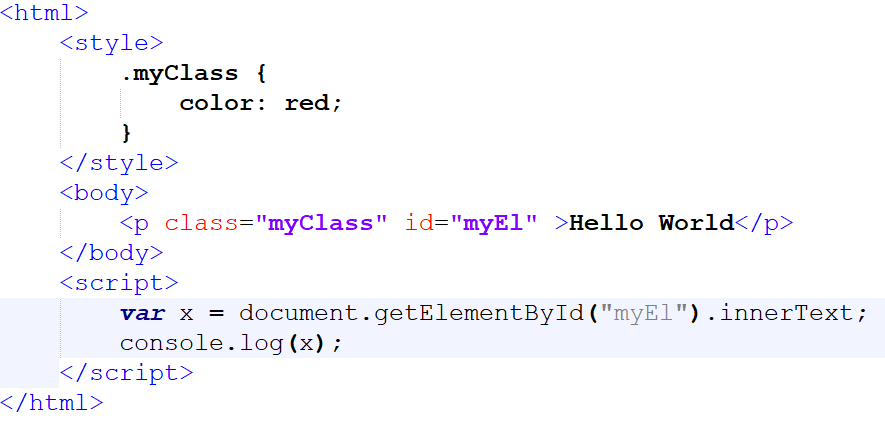 <html>
    <style>
        .myClass {
            color: red;
        }
    </style>
    <body>
        <p class="myClass" id="myEl" >Hello World</p>
    </body>
    <script>
        var x = document.getElementById("myEl").innerText;
        console.log(x);
    </script>
</html>